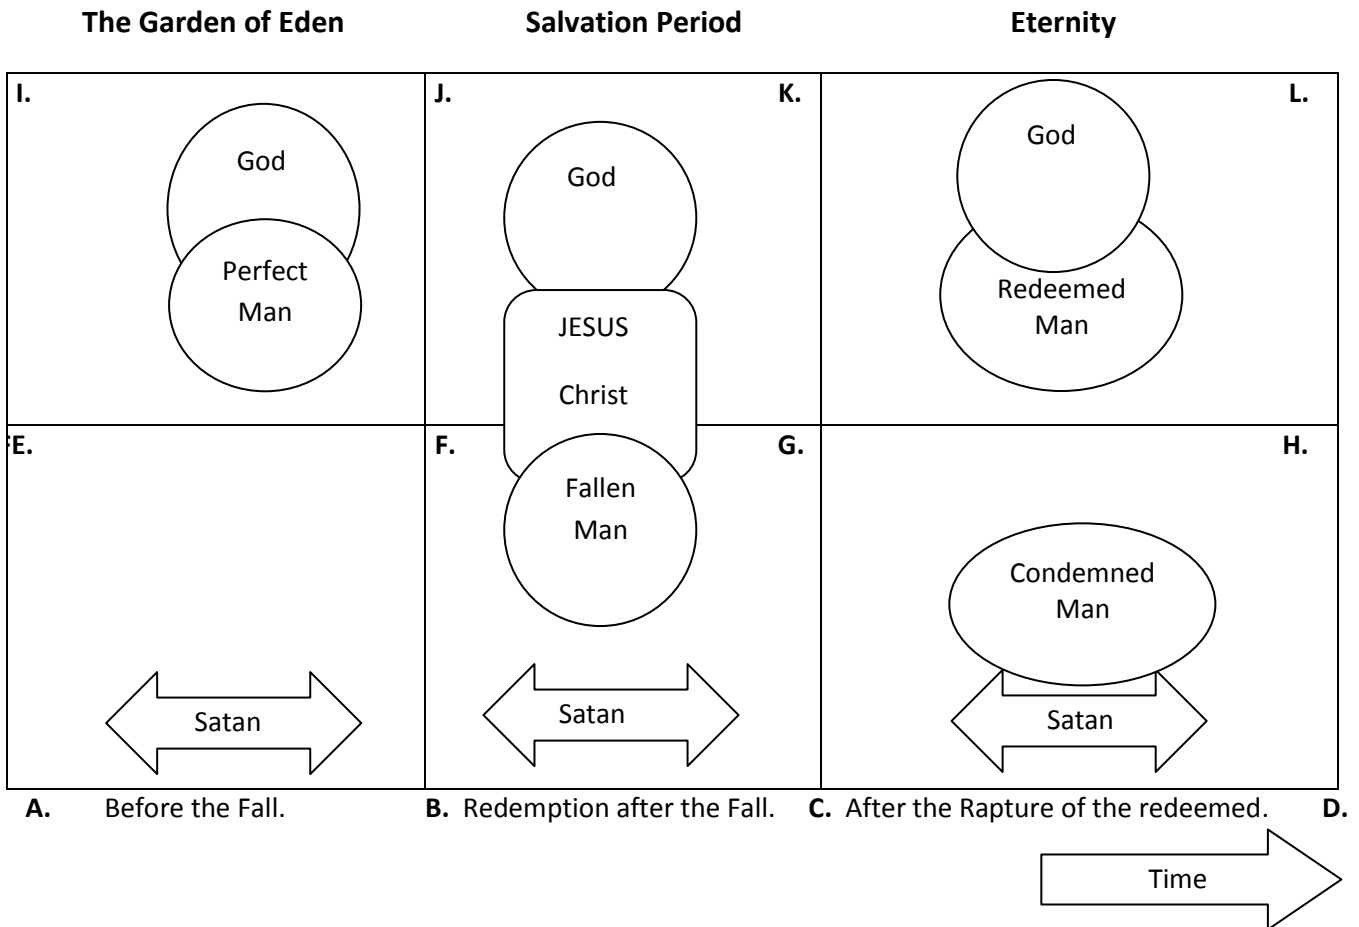 The Garden of Eden Salvation Period Eternity
I. J. K. L.
God God God
Perfect
Man
JESUS
Christ
Redeemed
Man
E. F. G. H.
Fallen
Man
Condemned
Man
Satan Satan Satan
A. Before the Fall. B. Redemption after the Fall. C. After the Rapture of the redeemed. D.
Time